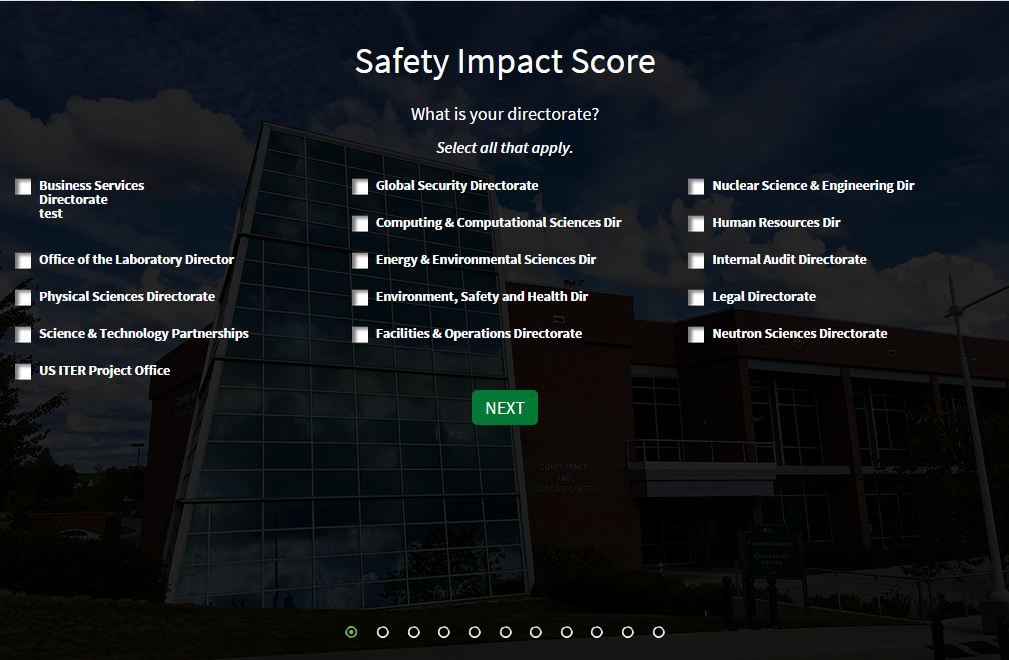 Safety Impact Score
What is your directorate?
Select all that apply.
Business Services
Directorate
test
Global Security Directorate
Nuclear Science & Engineering Dir
Computing & Computational Sciences Dir
Human Resources Dir
Office of the Laboratory Director
Energy & Environmental Sciences Dir
Internal Audit Directorate
Physical Sciences Directorate
Environment, Safety and Health Dir
Legal Directorate
Science & Technology Partnerships
Facilities & Operations Directorate
Neutron Sciences Directorate
US ITER Project Office
NEXT
CONFERENCE
AND
VISITORS CENTER
CONFERENCE
CENTER